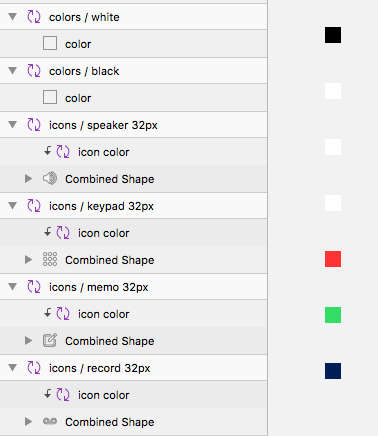 colors / white
color
colors / black
color
icons / speaker 32px
icon color
Combined Shape
icons / keypad 32px
icon color
Combined Shape
icons / memo 32px
icon color
Combined Shape
icons / record 32px
icon color
Combined Shape